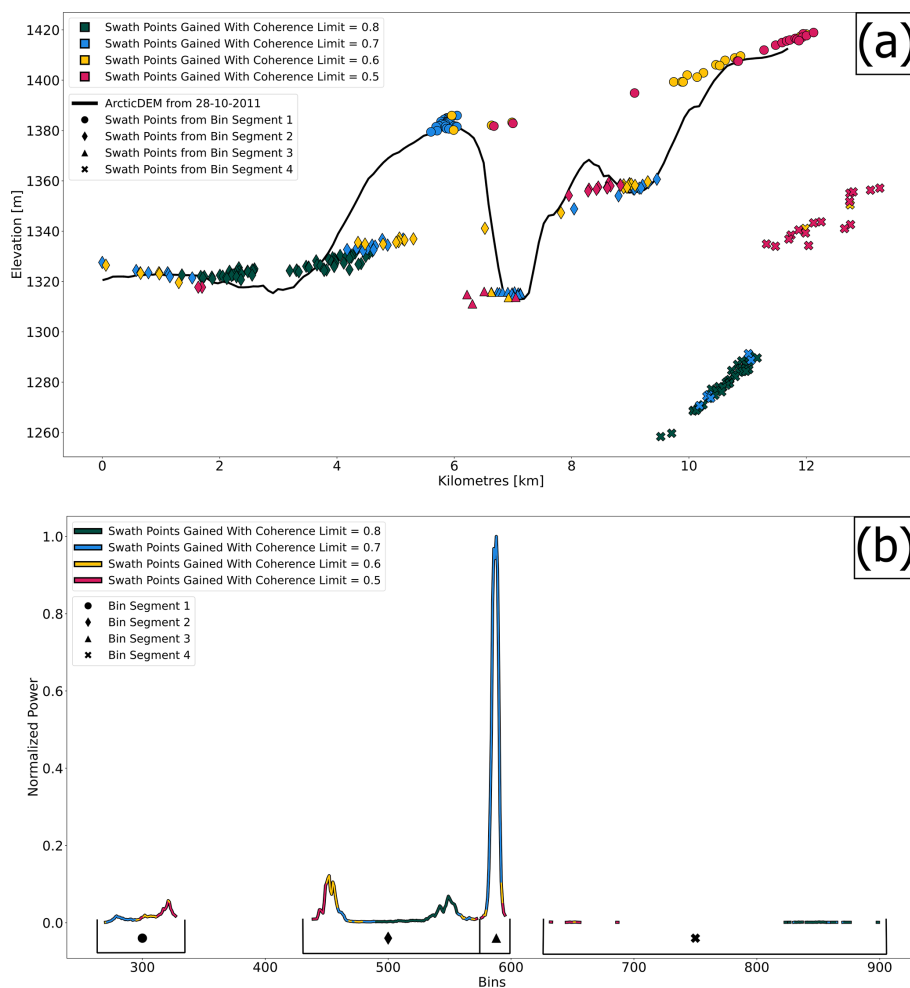 (a)
Swath Points Gained With Coherence Limit = 0.8
Swath Points Gained With Coherence Limit = 0.7
Swath Points Gained With Coherence Limit = 0.6
Swath Points Gained With Coherence Limit = 0.5
ArcticDEM from 28-10-2011
Swath Points from Bin Segment 1
Swath Points from Bin Segment 2
Swath Points from Bin Segment 3
Swath Points from Bin Segment 4
Elevation [m]
1420
1400
1380
1360
1340
1320
1300
1280
1260
0 2 4 6 8 10 12
Kilometres [km]
(b)
Swath Points Gained With Coherence Limit = 0.8
Swath Points Gained With Coherence Limit = 0.7
Swath Points Gained With Coherence Limit = 0.6
Swath Points Gained With Coherence Limit = 0.5
Bin Segment 1
Bin Segment 2
Bin Segment 3
Bin Segment 4
Normalized Power
1.0
0.8
0.6
0.4
0.2
0.0
300 400 500 600 700 800 900
Bins